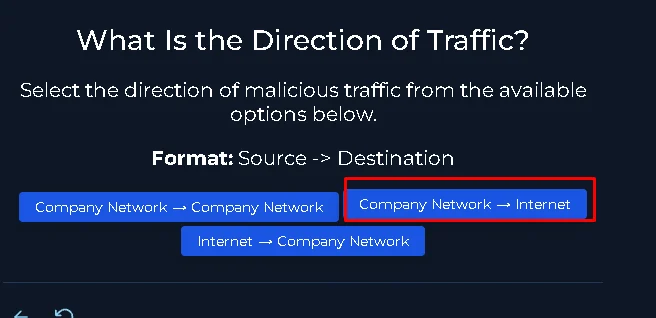 What Is the Direction of Traffic?
Select the direction of malicious traffic from the available
options below.
Format: Source -> Destination
Company Network → Company Network
Company Network → Internet
Internet → Company Network